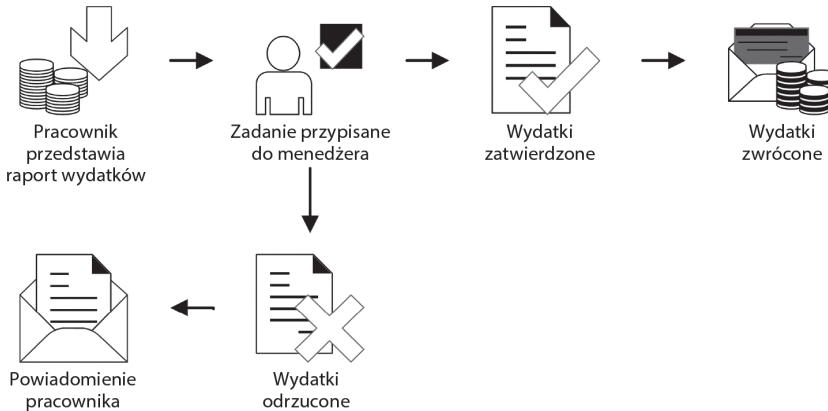 Pracownik
przedstawia
raport wydatków
Zadanie przypisane
do menedżera
Wydatki
zatwierdzone
Wydatki
zwrócone
Powiadomienie
pracownika
Wydatki
odrzucone